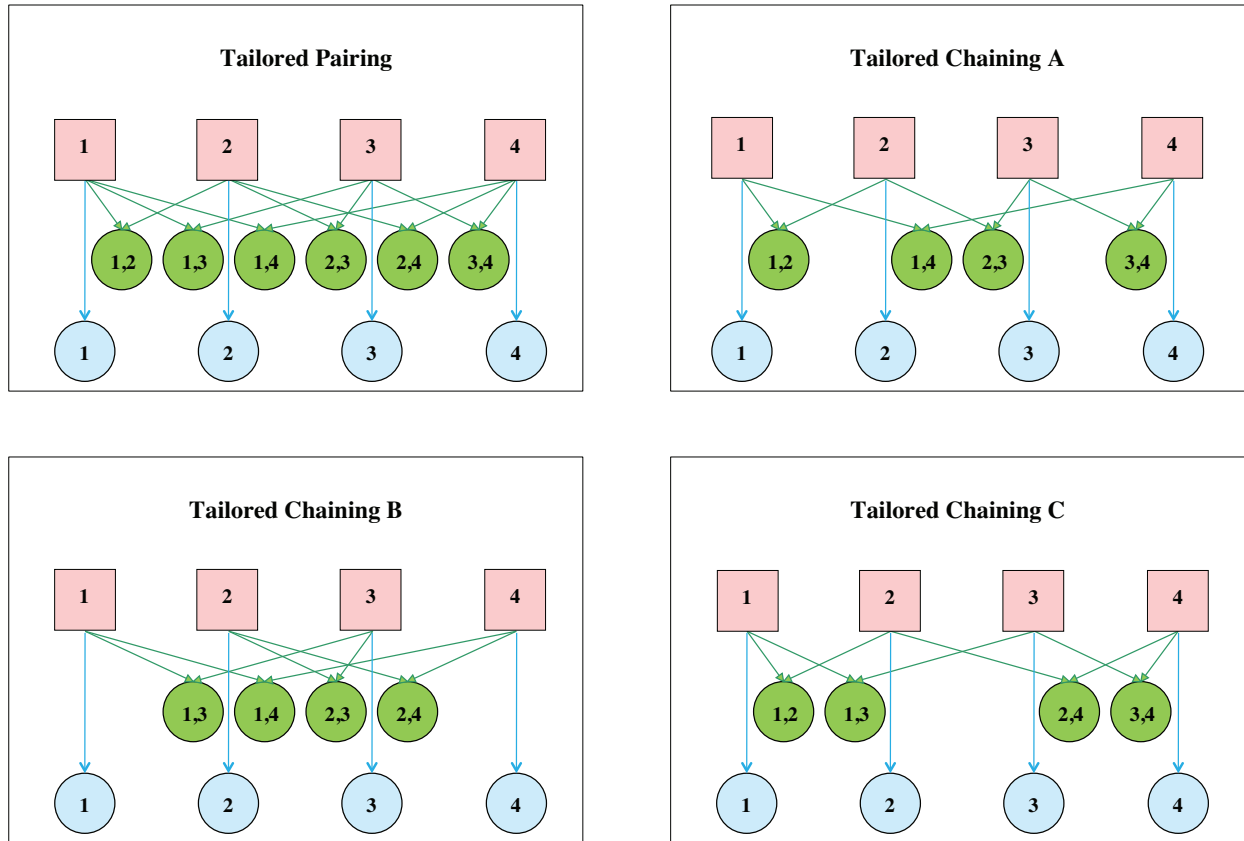 Tailored Pairing
1 2 3 4
1,2 1,3 1,4 2,3 2,4 3,4
1 2 3 4
Tailored Chaining A
1 2 3 4
1,2 1,4 2,3 3,4
1 2 3 4
Tailored Chaining B
1 2 3 4
1,3 1,4 2,3 2,4
1 2 3 4
Tailored Chaining C
1 2 3 4
1,2 1,3 2,4 3,4
1 2 3 4